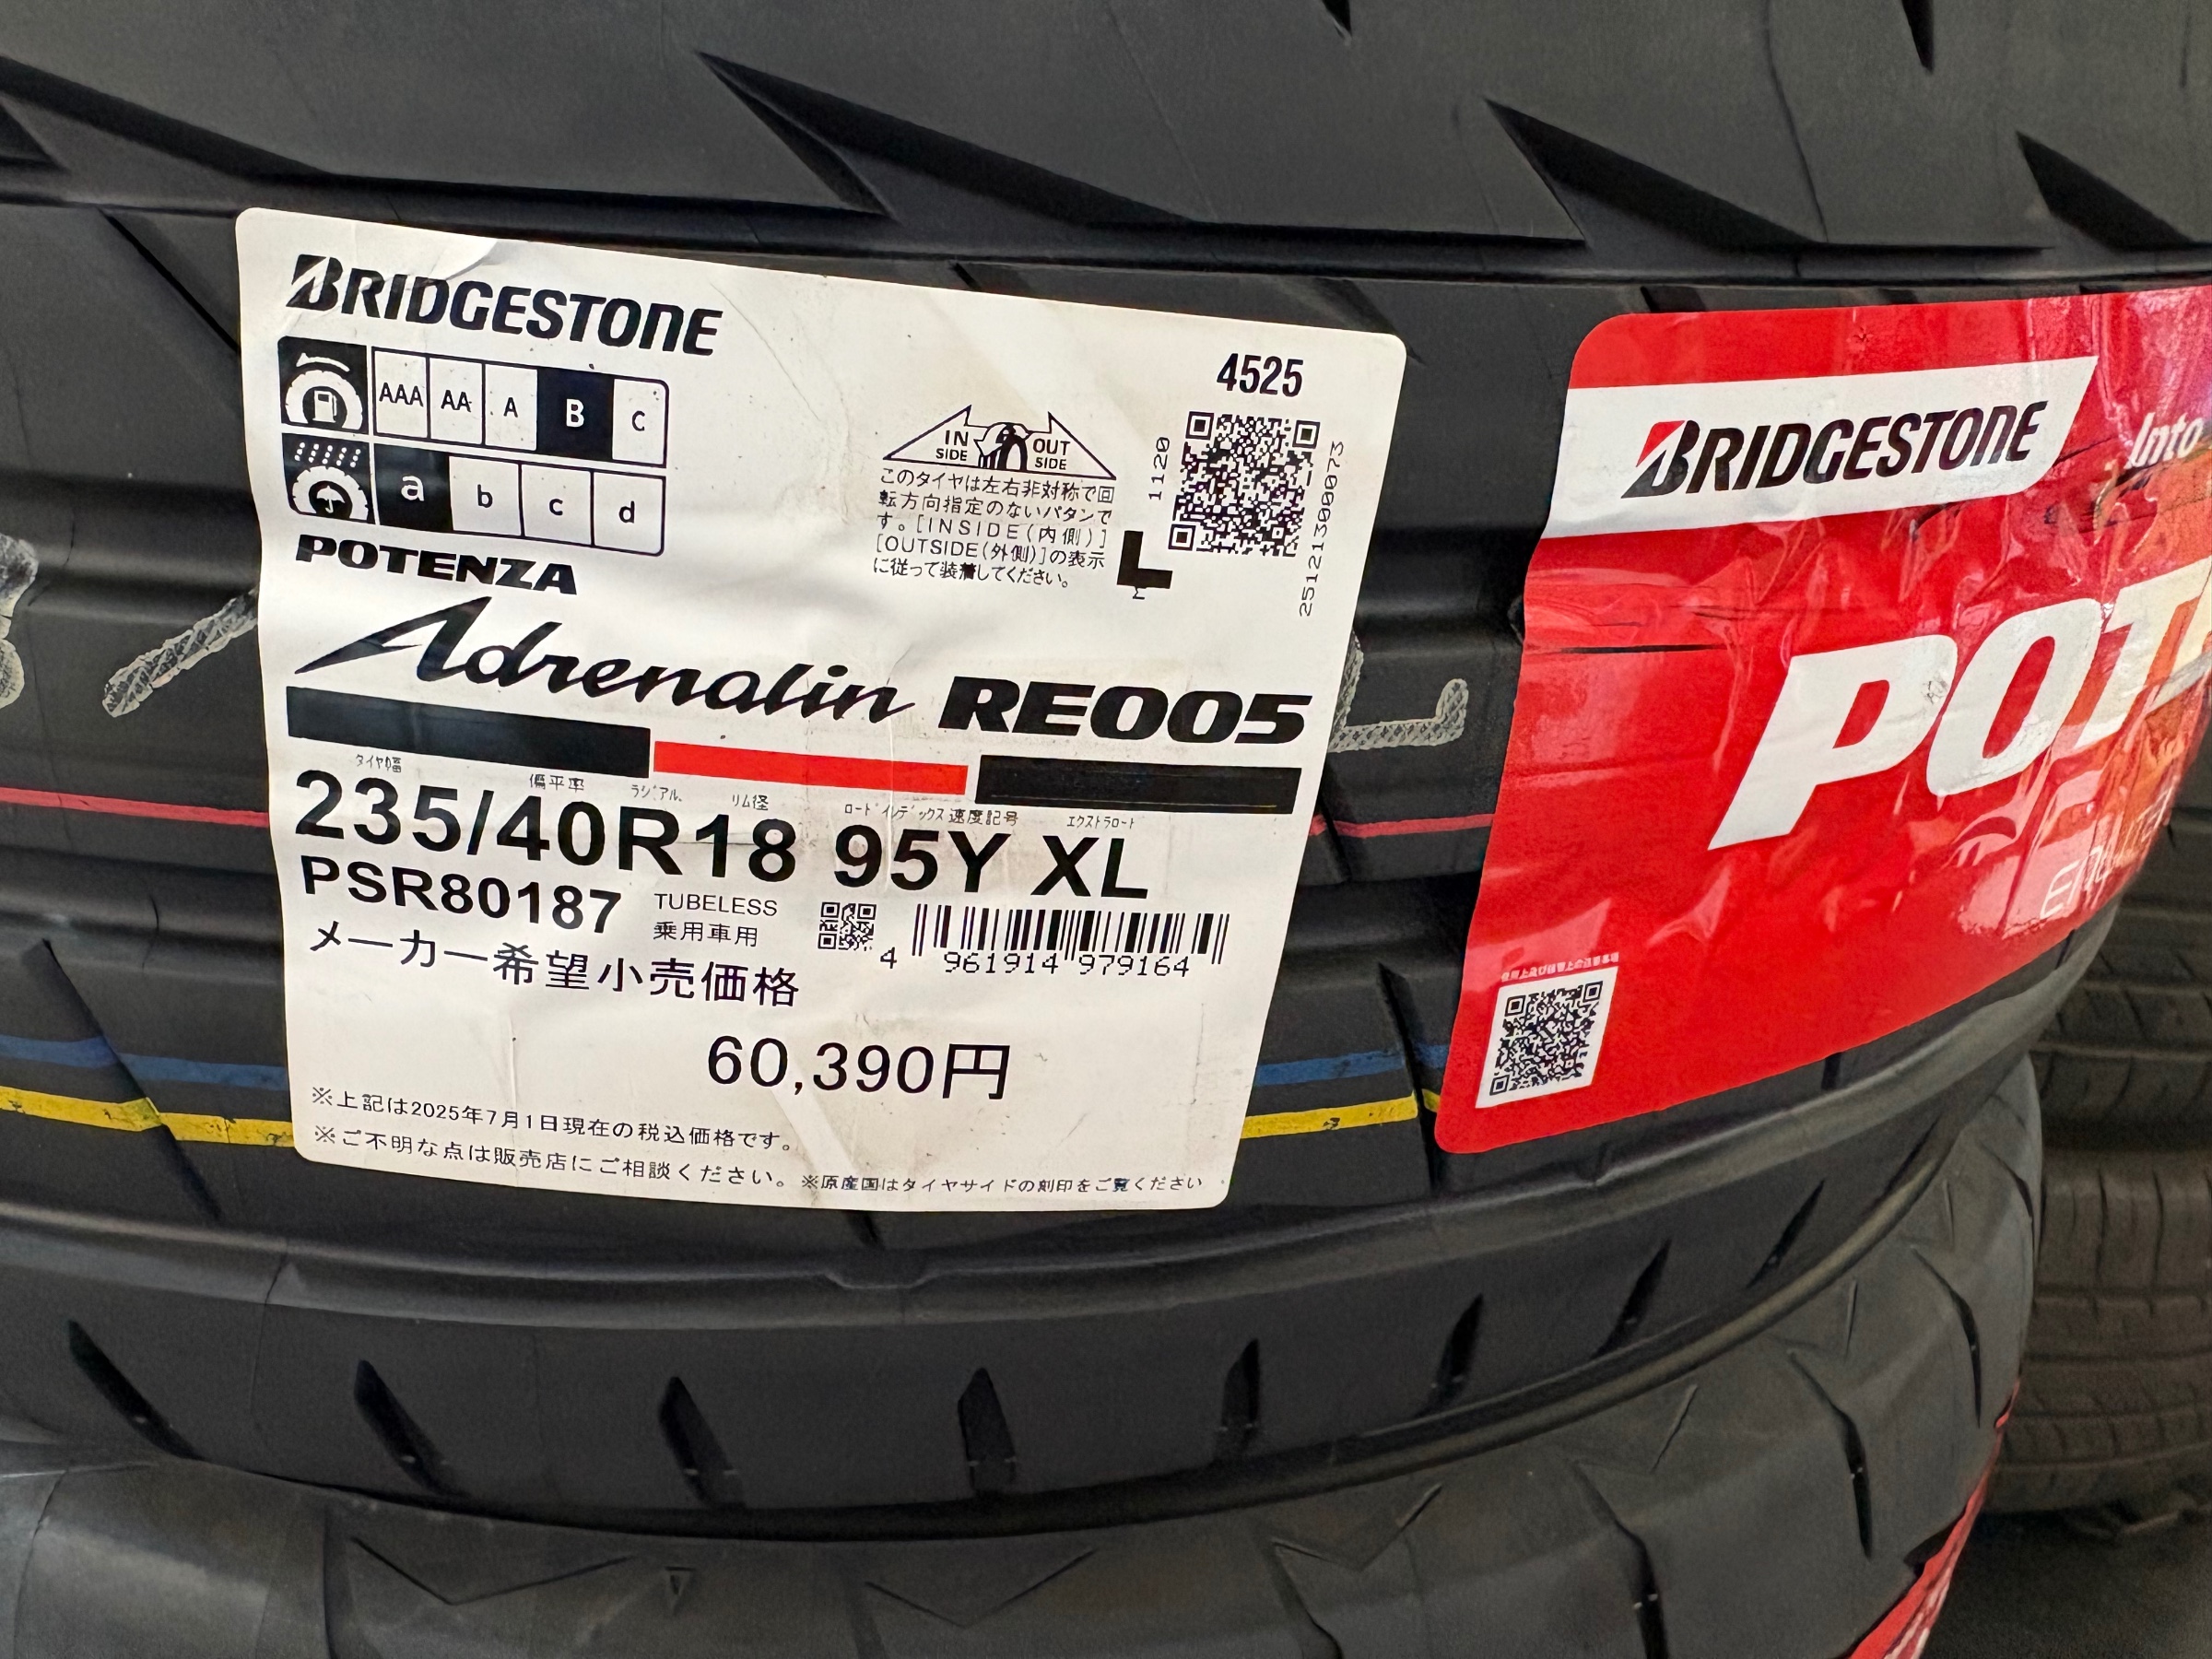 BRIDGESTONE
AAA AA A B C
a b c d
4525
IN SIDE OUT SIDE
1120
251213000073
このタイヤは左右非対称で回
転方向指定のないパタンで
す。[INSIDE(内側)]
[OUTSIDE(外側)]の表示
に従って装着してください。
L
POTENZA
Adrenalin RE005
タイヤ幅 偏平率 ラジアル リム径 ロードインデックス 速度記号 エクストラロード
235/40R18 95Y XL
PSR80187
TUBELESS
乗用車用
4 961914 979164
メーカー希望小売価格
60,390円
※上記は2025年7月1日現在の税込価格です。
※ご不明な点は販売店にご相談ください。 ※原産国はタイヤサイドの刻印をご覧ください
BRIDGESTONE
Into
POT